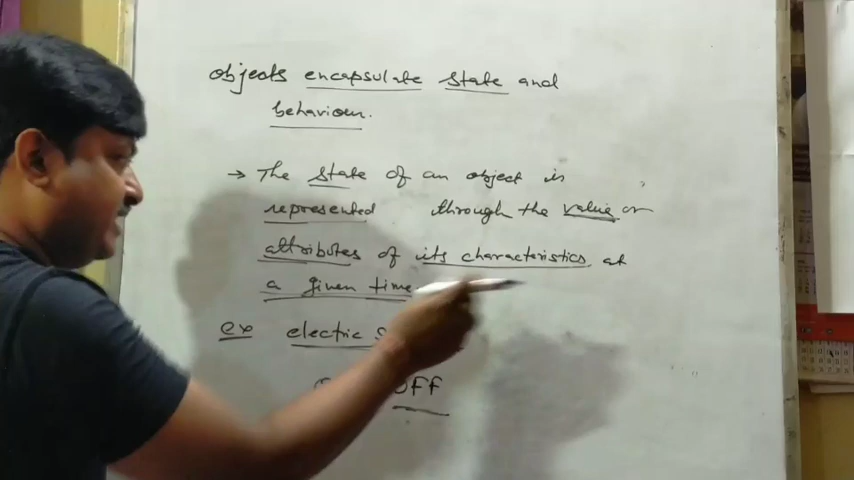 objects encapsulate state and
behaviour.
→ The state of an object is
represented through the value or
attributes of its characteristics at
a given time.
ex electric
OFF